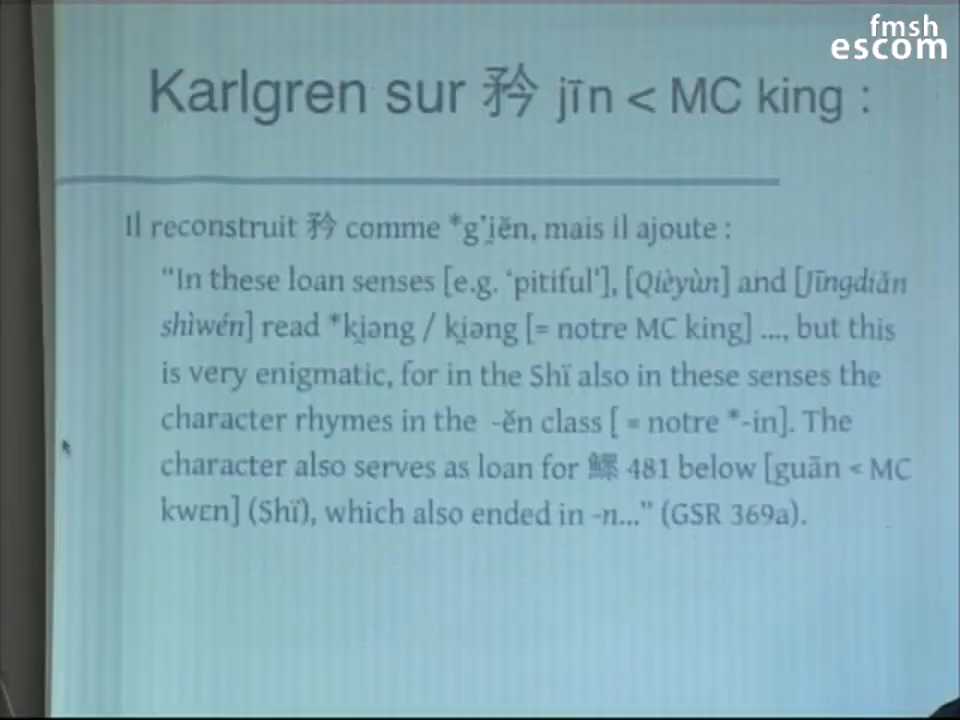 fmsh
escom
Karlgren sur 矜 jīn < MC king :
Il reconstruit 矜 comme *g’i̯ĕn, mais il ajoute :
“In these loan senses [e.g. ‘pitiful’], [Qièyùn] and [Jīngdiǎn
shìwén] read *ki̯əng / ki̯əng [= notre MC king] ..., but this
is very enigmatic, for in the Shï also in these senses the
character rhymes in the -ĕn class [ = notre *-in]. The
character also serves as loan for 鰥 481 below [guān < MC
kwɛn] (Shï), which also ended in -n...” (GSR 369a).